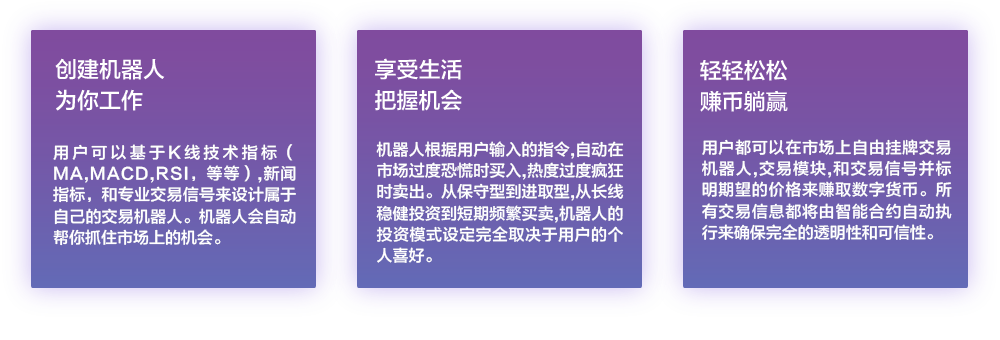 创建机器人
为你工作
用户可以基于K线技术指标（
MA,MACD,RSI，等等）,新闻
指标，和专业交易信号来设计属于
自己的交易机器人。机器人会自动
帮你抓住市场上的机会。
享受生活
把握机会
机器人根据用户输入的指令,自动在
市场过度恐慌时买入,热度过度疯狂
时卖出。从保守型到进取型,从长线
稳健投资到短期频繁买卖,机器人的
投资模式设定完全取决于用户的个
人喜好。
轻轻松松
赚币躺赢
用户都可以在市场上自由挂牌交易
机器人,交易模块,和交易信号并标
明期望的价格来赚取数字货币。所
有交易信息都将由智能合约自动执
行来确保完全的透明性和可信性。